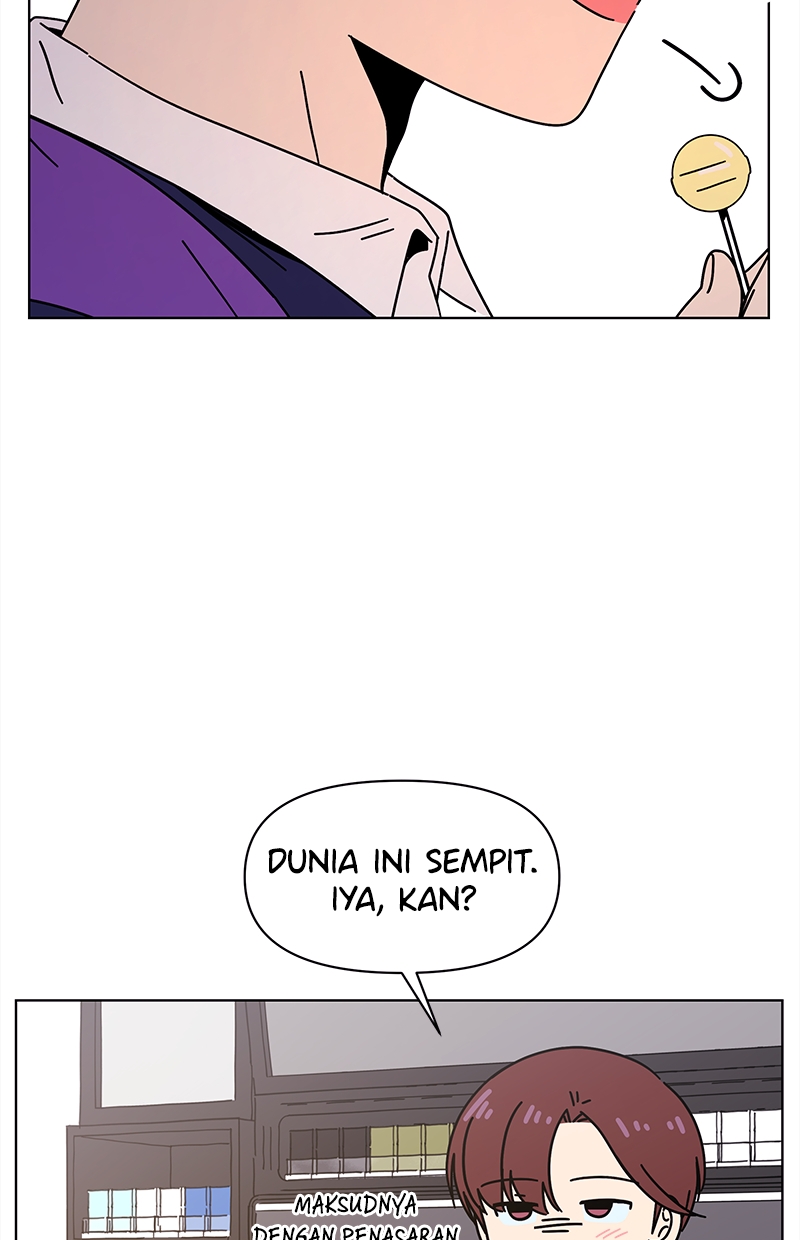 DUNIA INI SEMPIT.
IYA, KAN?
MAKSUDNYA
DENGAN PENASARAN